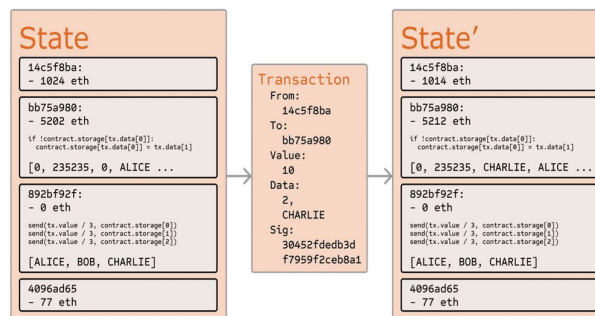 State
14c5f8ba:
- 1024 eth
bb75a980:
- 5202 eth
if !contract.storage[tx.data[0]]:
contract.storage[tx.data[0]] = tx.data[1]
[0, 235235, 0, ALICE ...
892bf92f:
- 0 eth
send(tx.value / 3, contract.storage[0])
send(tx.value / 3, contract.storage[1])
send(tx.value / 3, contract.storage[2])
[ALICE, BOB, CHARLIE]
4096ad65
- 77 eth
Transaction
From:
14c5f8ba
To:
bb75a980
Value:
10
Data:
2,
CHARLIE
Sig:
30452fdedb3d
f7959f2ceb8a1
State’
14c5f8ba:
- 1014 eth
bb75a980:
- 5212 eth
if !contract.storage[tx.data[0]]:
contract.storage[tx.data[0]] = tx.data[1]
[0, 235235, CHARLIE, ALICE ...
892bf92f:
- 0 eth
send(tx.value / 3, contract.storage[0])
send(tx.value / 3, contract.storage[1])
send(tx.value / 3, contract.storage[2])
[ALICE, BOB, CHARLIE]
4096ad65
- 77 eth